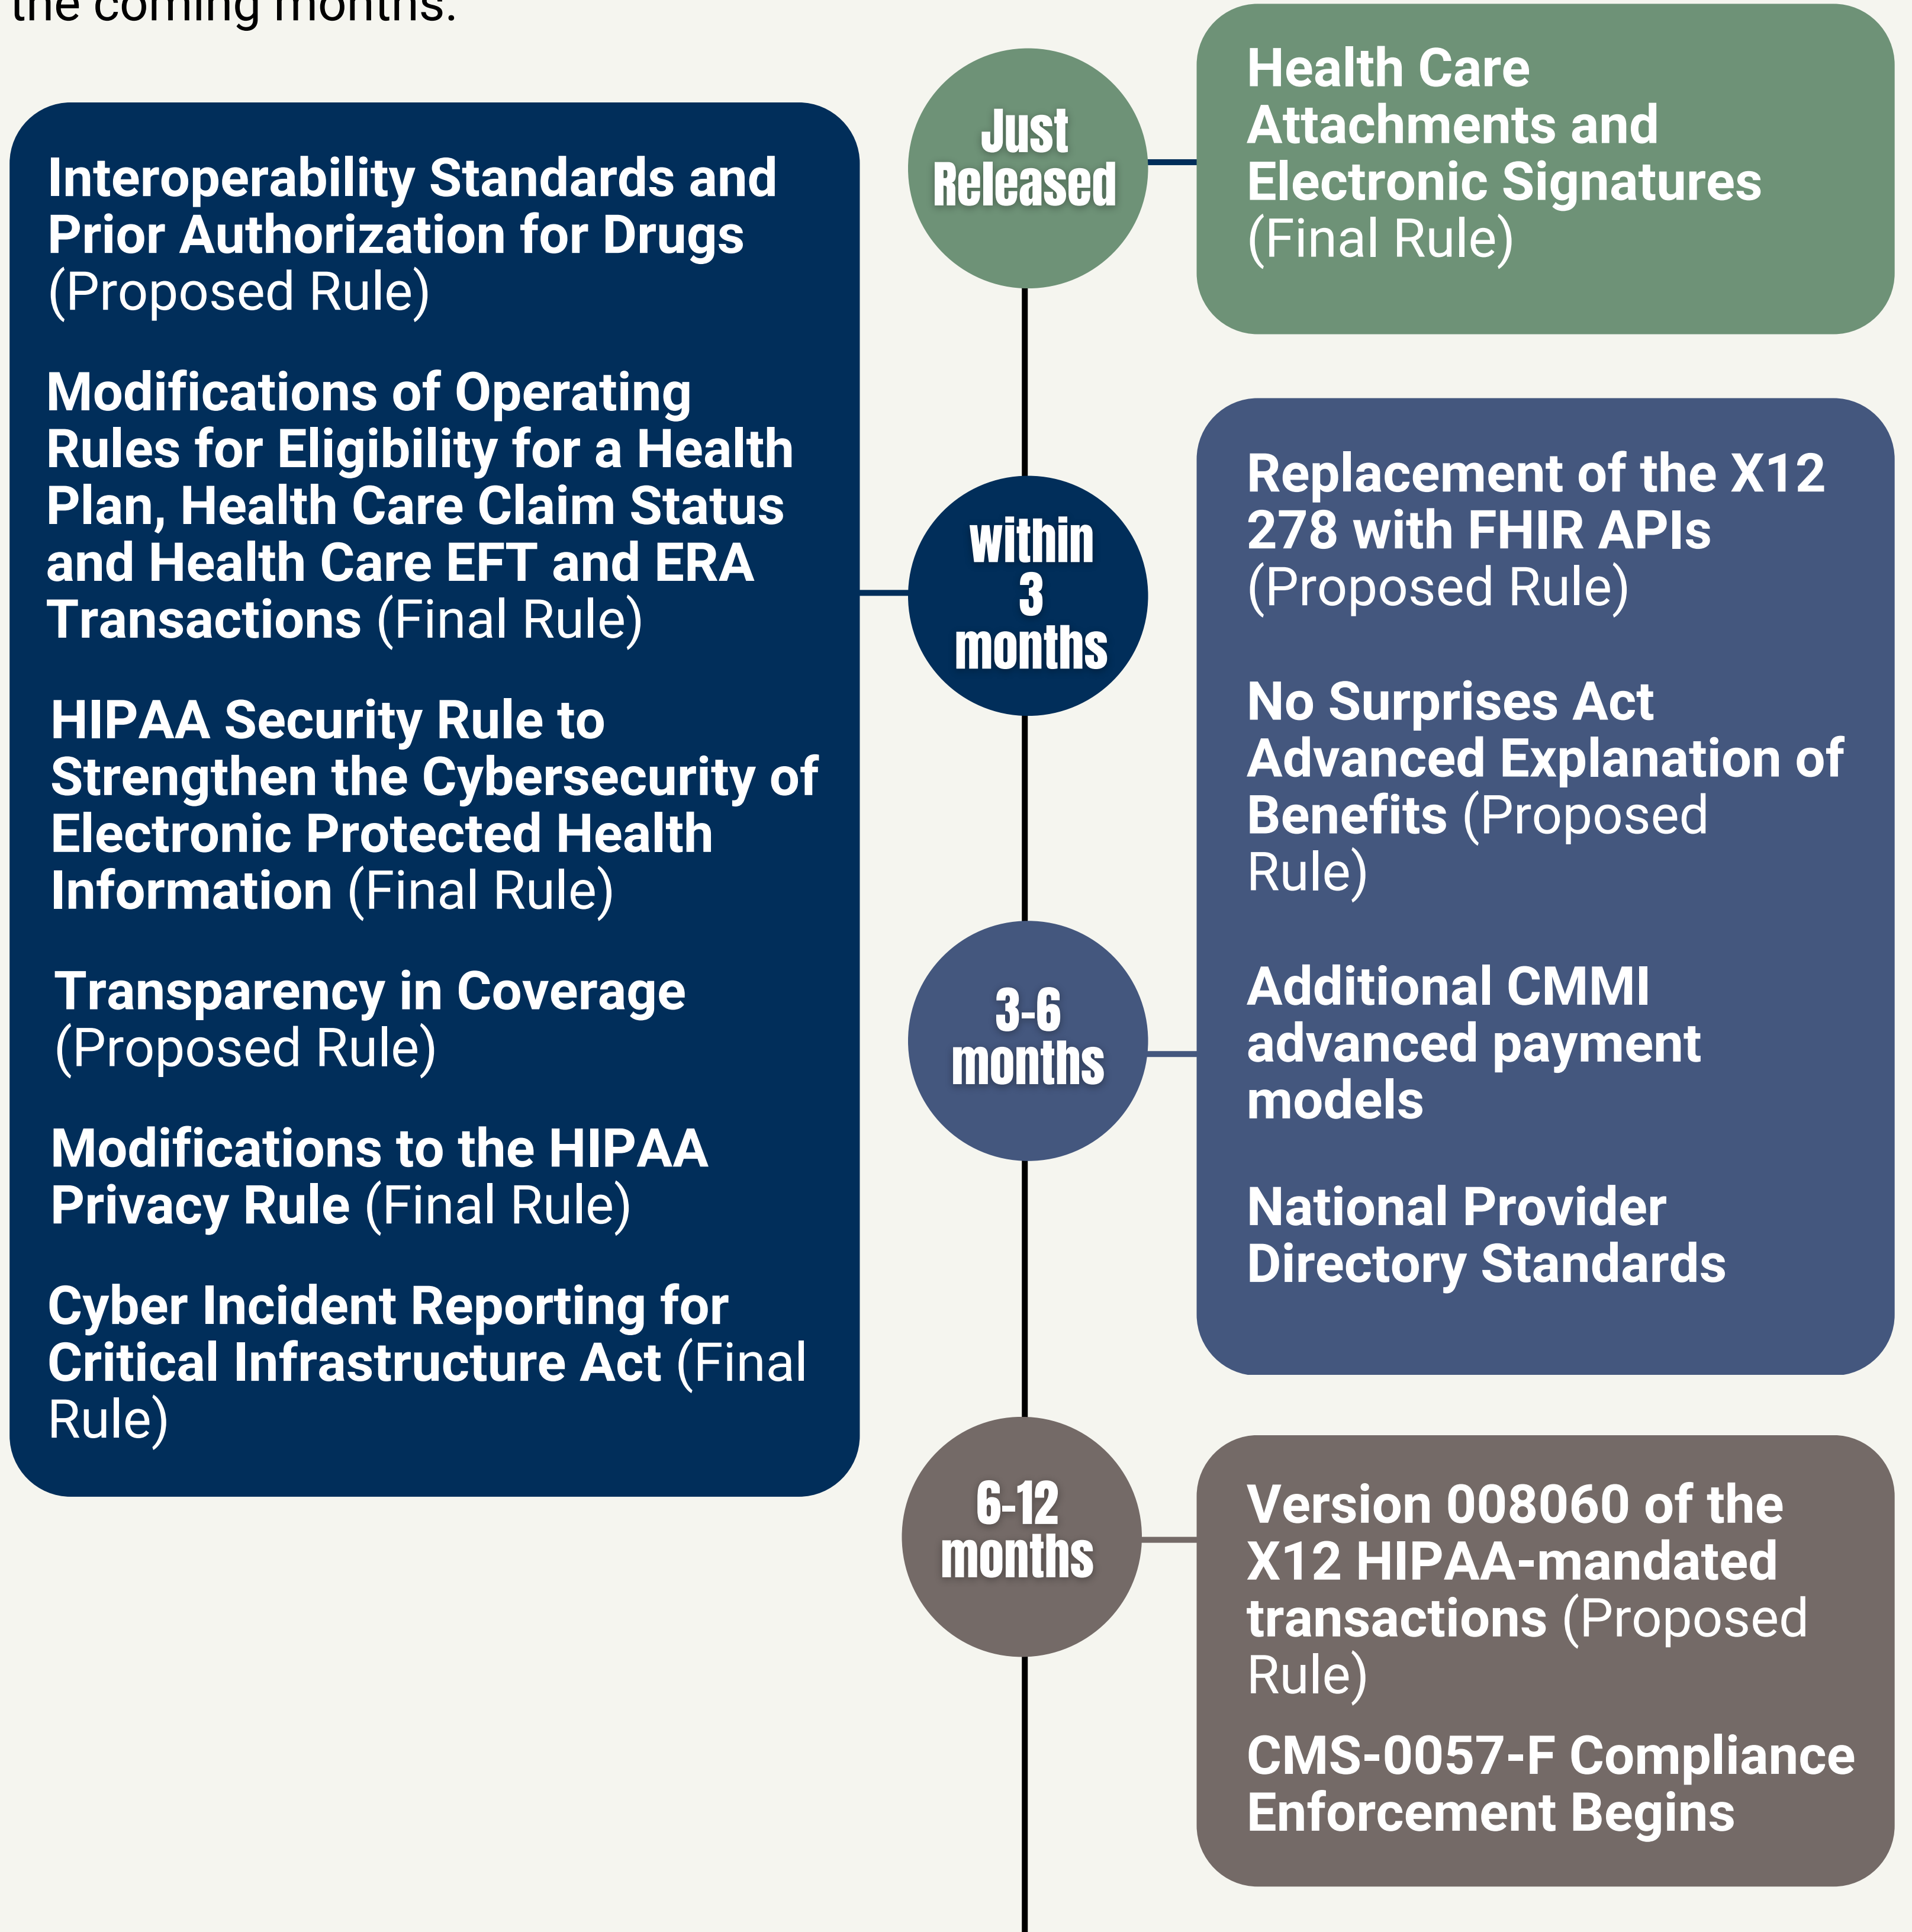 the coming months.
Just
Released
Health Care
Attachments and
Electronic Signatures
(Final Rule)
Interoperability Standards and
Prior Authorization for Drugs
(Proposed Rule)
Modifications of Operating
Rules for Eligibility for a Health
Plan, Health Care Claim Status
and Health Care EFT and ERA
Transactions (Final Rule)
HIPAA Security Rule to
Strengthen the Cybersecurity of
Electronic Protected Health
Information (Final Rule)
Transparency in Coverage
(Proposed Rule)
Modifications to the HIPAA
Privacy Rule (Final Rule)
Cyber Incident Reporting for
Critical Infrastructure Act (Final
Rule)
within
3
months
3-6
months
Replacement of the X12
278 with FHIR APIs
(Proposed Rule)
No Surprises Act
Advanced Explanation of
Benefits (Proposed
Rule)
Additional CMMI
advanced payment
models
National Provider
Directory Standards
6-12
months
Version 008060 of the
X12 HIPAA-mandated
transactions (Proposed
Rule)
CMS-0057-F Compliance
Enforcement Begins